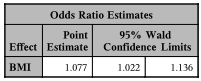 Odds Ratio Estimates
Effect Point Estimate 95% Wald Confidence Limits
BMI 1.077 1.022 1.136